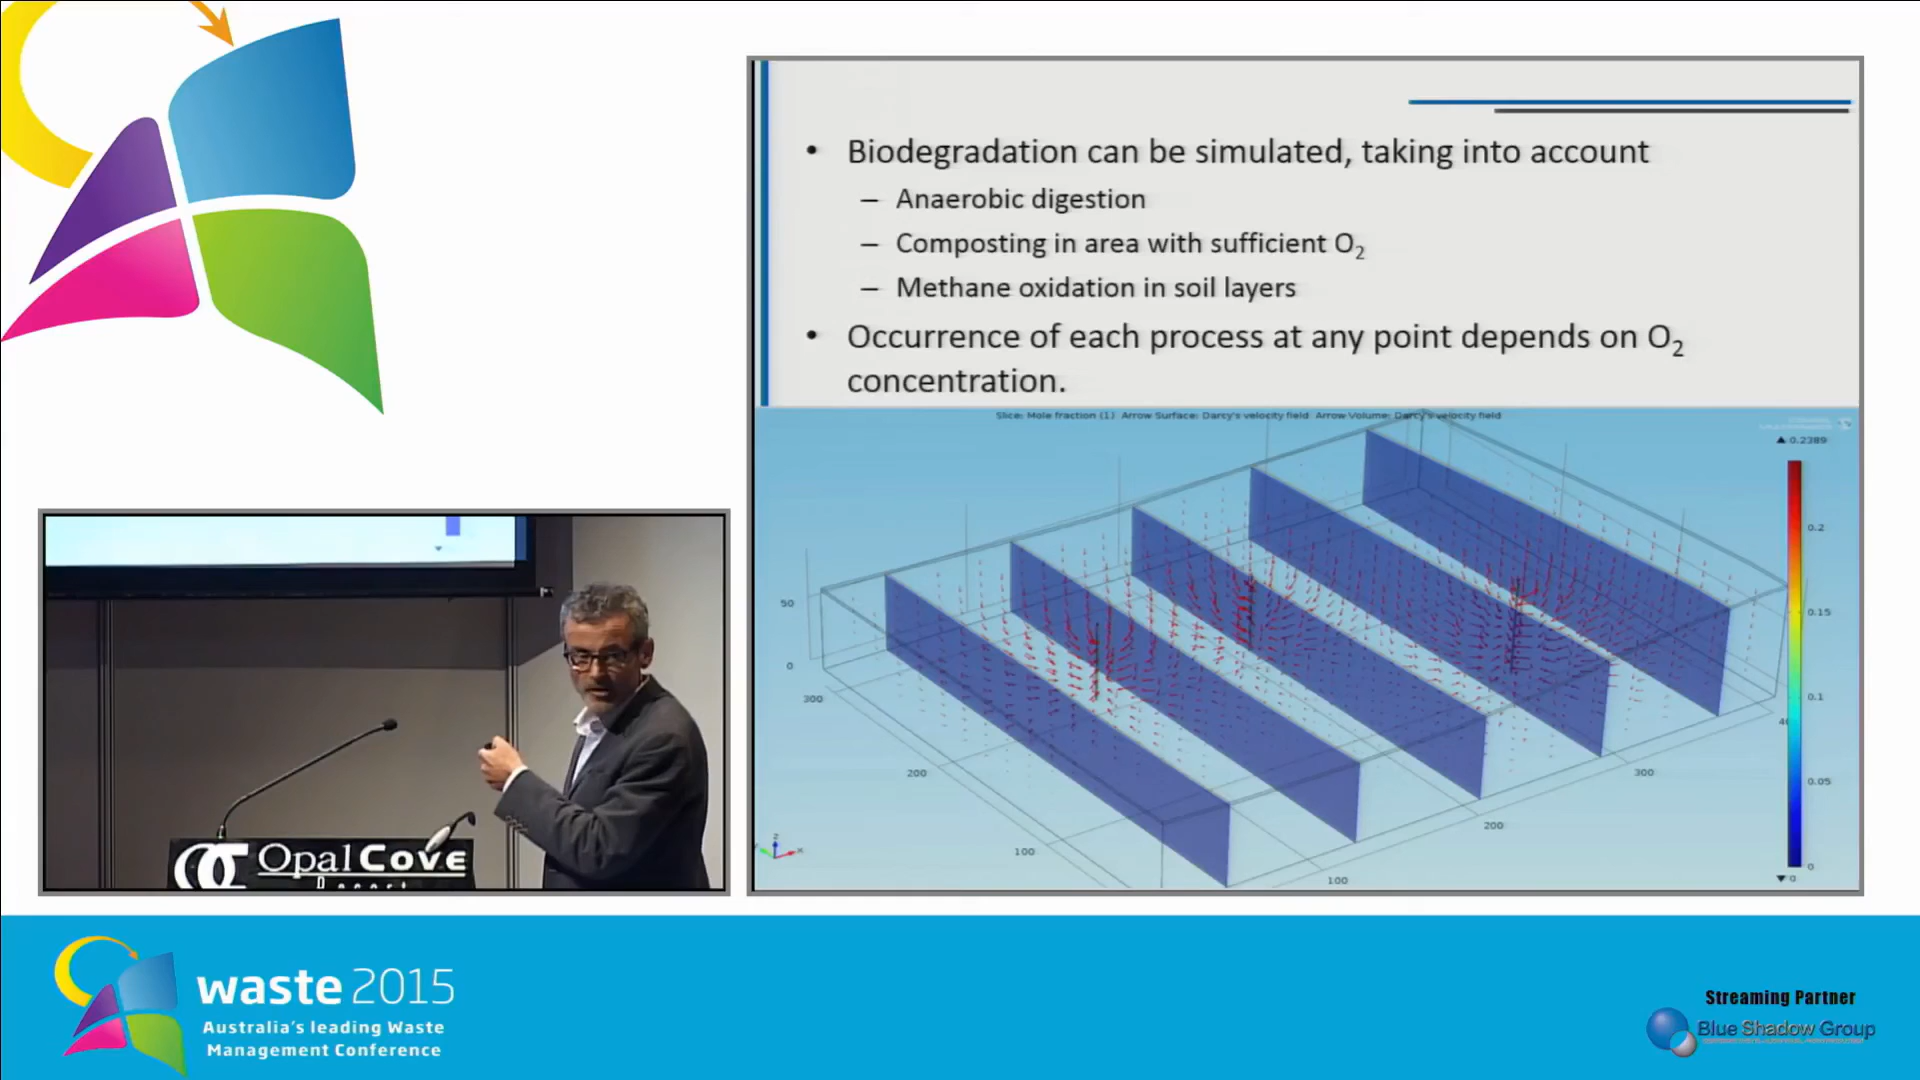 • Biodegradation can be simulated, taking into account
– Anaerobic digestion
– Composting in area with sufficient O₂
– Methane oxidation in soil layers
• Occurrence of each process at any point depends on O₂
concentration.
Slice: Mole fraction (1) Arrow Surface: Darcy's velocity field Arrow Volume: Darcy's velocity field
▲ 0.2389
0.2
0.15
0.1
0.05
0
▼ 0
50
0
300
200
100
100
200
300
z
x
Opal Cove
Resort
waste 2015
Australia's leading Waste
Management Conference
Streaming Partner
Blue Shadow Group